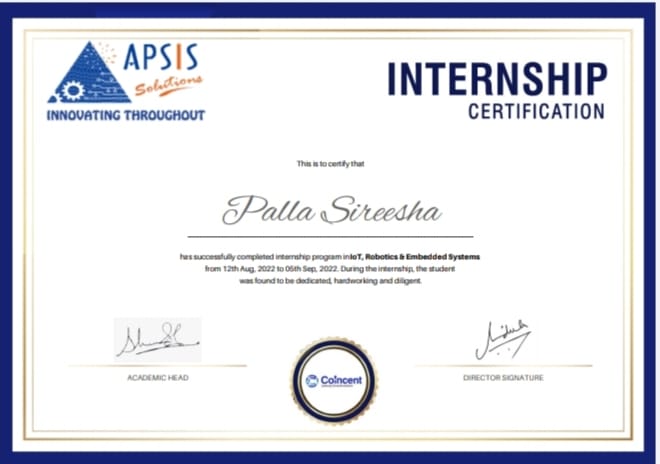 APSIS
Solutions
INNOVATING THROUGHOUT
INTERNSHIP
CERTIFICATION
This is to certify that
Palla Sireesha
has successfully completed internship program in IoT, Robotics & Embedded Systems
from 12th Aug, 2022 to 05th Sep, 2022. During the internship, the student
was found to be dedicated, hardworking and diligent.
ACADEMIC HEAD
Coincent
DIRECTOR SIGNATURE